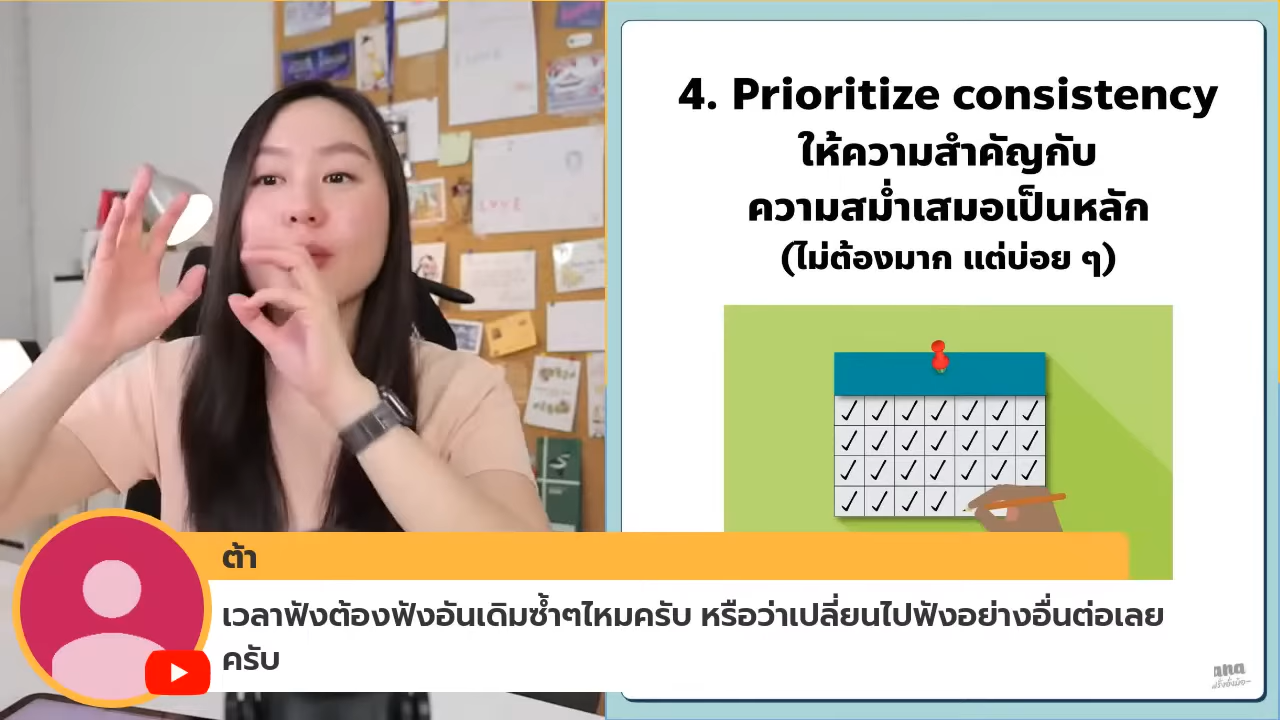 4. Prioritize consistency
ให้ความสำคัญกับ
ความสม่ำเสมอเป็นหลัก
(ไม่ต้องมาก แต่บ่อย ๆ)
ต้า
เวลาฟังต้องฟังอันเดิมซ้ำๆไหมครับ หรือว่าเปลี่ยนไปฟังอย่างอื่นต่อเลย
ครับ
LOVE